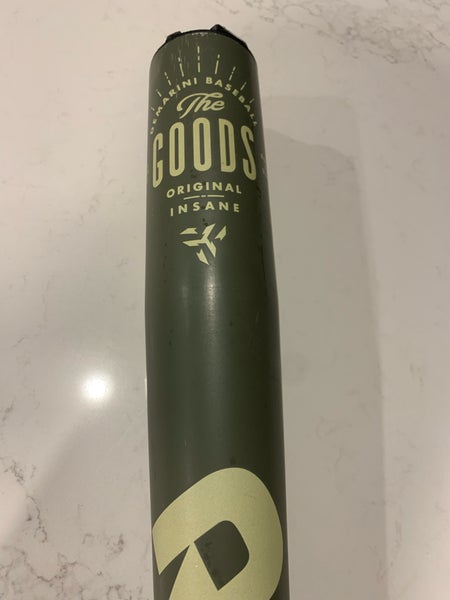 DEMARINI BASEBALL
The
GOODS
ORIGINAL
INSANE